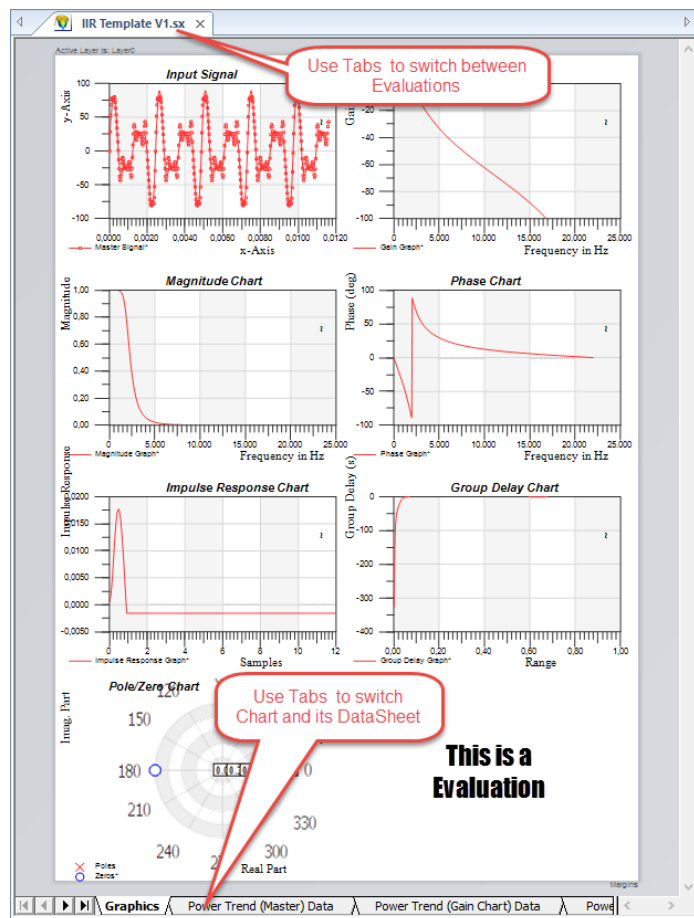 IIR Template V1.sx
Active Layer is: Layer0
Use Tabs to switch between
Evaluations
Input Signal
y-Axis
100
50
0
-50
-100
0,0000
0,0020
0,0040
0,0060
0,0080
0,0100
0,0120
x-Axis
Master Signal^
-20
-40
-60
-80
-100
0
5.000
10.000
15.000
20.000
25.000
Frequency in Hz
Gain Graph^
Magnitude Chart
Magnitude
1,00
0,80
0,60
0,40
0,20
0,00
0
5.000
10.000
15.000
20.000
25.000
Frequency in Hz
Magnitude Graph^
Phase Chart
Phase (deg)
100
50
0
-50
-100
0
5.000
10.000
15.000
20.000
25.000
Frequency in Hz
Phase Graph^
Impulse Response Chart
Impulse Response
0,0200
0,0150
0,0100
0,0050
0,0000
-0,0050
0
2
4
6
8
10
12
Samples
Impulse Response Graph^
Group Delay Chart
Group Delay (s)
0
-100
-200
-300
-400
0,00
0,20
0,40
0,60
0,80
1,00
Range
Group Delay Graph^
Pole/Zero Chart
Imag. Part
120
150
180
210
240
300
330
0
Real Part
Poles
Zeros^
Use Tabs to switch
Chart and its DataSheet
This is a
Evaluation
Margins
Graphics
Power Trend (Master) Data
Power Trend (Gain Chart) Data